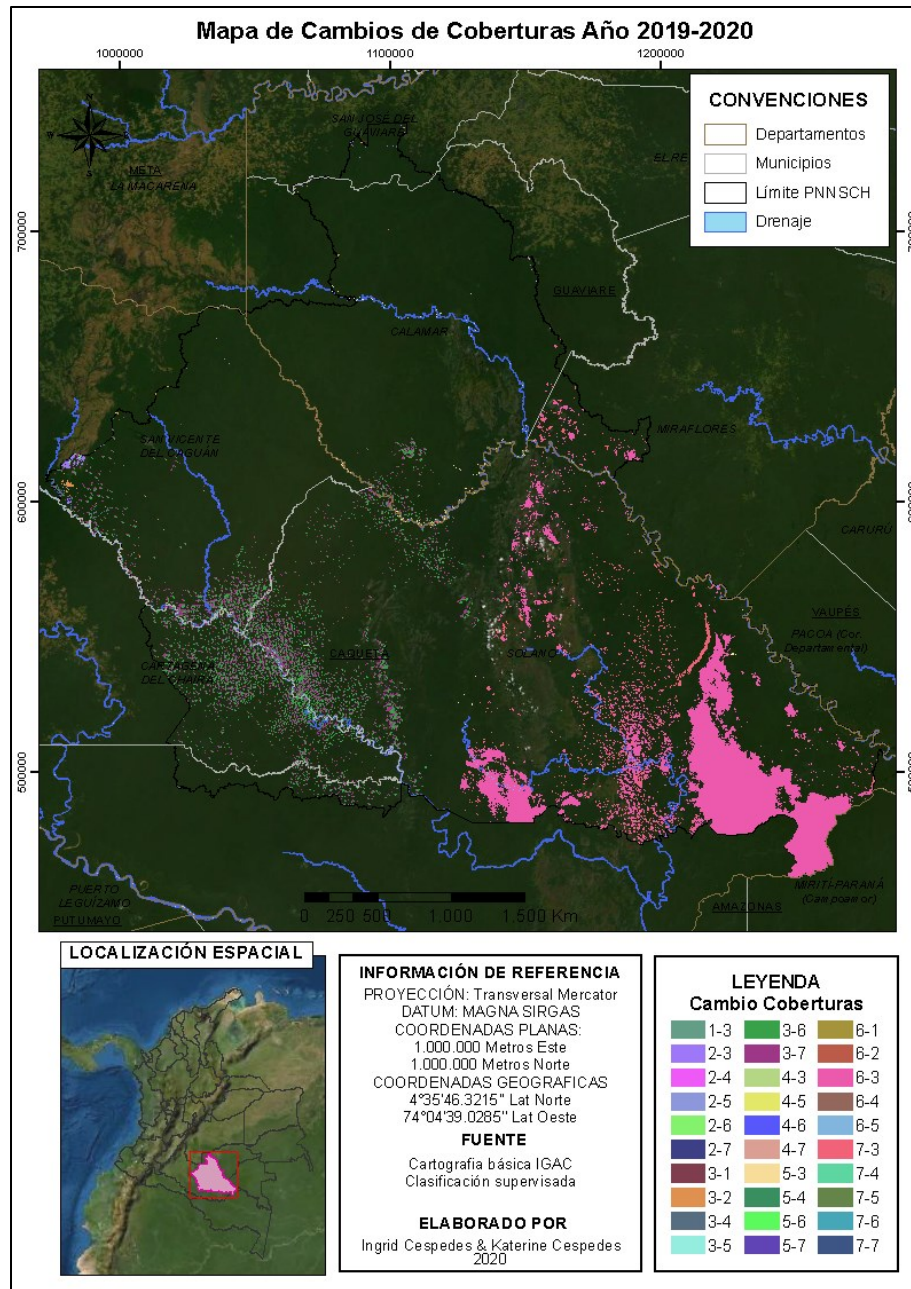 Mapa de Cambios de Coberturas Año 2019-2020
1000000
1100000
1200000
N
W
S
SAN JOSÉ DEL
GUAVIARE
META
LA MACARENA
CONVENCIONES
Departamentos
Municipios
Límite PNNSCH
Drenaje
700000
GUAVIARE
CALAMAR
SAN VICENTE
DEL CAGUÁN
MIRAFLORES
600000
CARURÚ
VAUPÉS
PACOA (Cor.
Departamental)
CAQUETÁ
SOLANO
CARTAGENA
DEL CHAIRA
500000
PUERTO
LEGUÍZAMO
PUTUMAYO
MIRITI-PARANÁ
(Campoamor)
AMAZONAS
0 250 500 1.000 1.500 Km
LOCALIZACIÓN ESPACIAL
INFORMACIÓN DE REFERENCIA
PROYECCIÓN: Transversal Mercator
DATUM: MAGNA SIRGAS
COORDENADAS PLANAS:
1.000.000 Metros Este
1.000.000 Metros Norte
COORDENADAS GEOGRAFICAS
4°35'46.3215" Lat Norte
74°04'39.0285" Lat Oeste
FUENTE
Cartografia básica IGAC
Clasificación supervisada
ELABORADO POR
Ingrid Cespedes & Katerine Cespedes
2020
LEYENDA
Cambio Coberturas
1-3 3-6 6-1
2-3 3-7 6-2
2-4 4-3 6-3
2-5 4-5 6-4
2-6 4-6 6-5
2-7 4-7 7-3
3-1 5-3 7-4
3-2 5-4 7-5
3-4 5-6 7-6
3-5 5-7 7-7